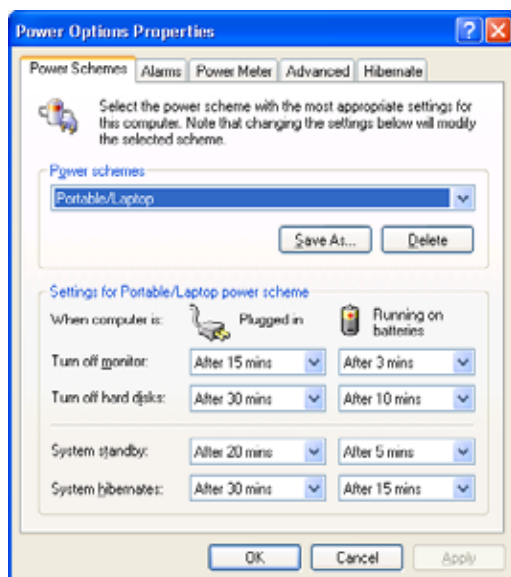 Power Options Properties
Power Schemes Alarms Power Meter Advanced Hibernate
Select the power scheme with the most appropriate settings for
this computer. Note that changing the settings below will modify
the selected scheme.
Power schemes
Portable/Laptop
Save As... Delete
Settings for Portable/Laptop power scheme
When computer is: Plugged in Running on
batteries
Turn off monitor: After 15 mins After 3 mins
Turn off hard disks: After 30 mins After 10 mins
System standby: After 20 mins After 5 mins
System hibernates: After 30 mins After 15 mins
OK Cancel Apply